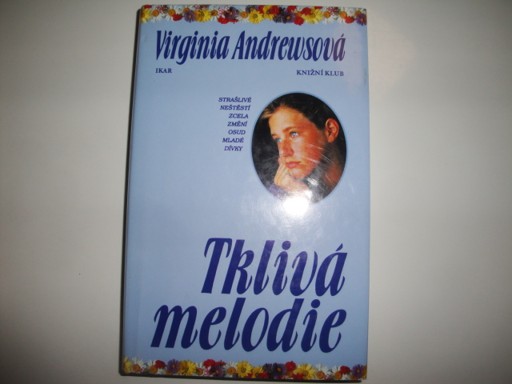 Virginia Andrewsová
IKAR
KNIŽNÍ KLUB
STRAŠLIVÉ
NEŠTĚSTÍ
ZCELA
ZMĚNÍ
OSUD
MLADÉ
DÍVKY
Tklivá
melodie